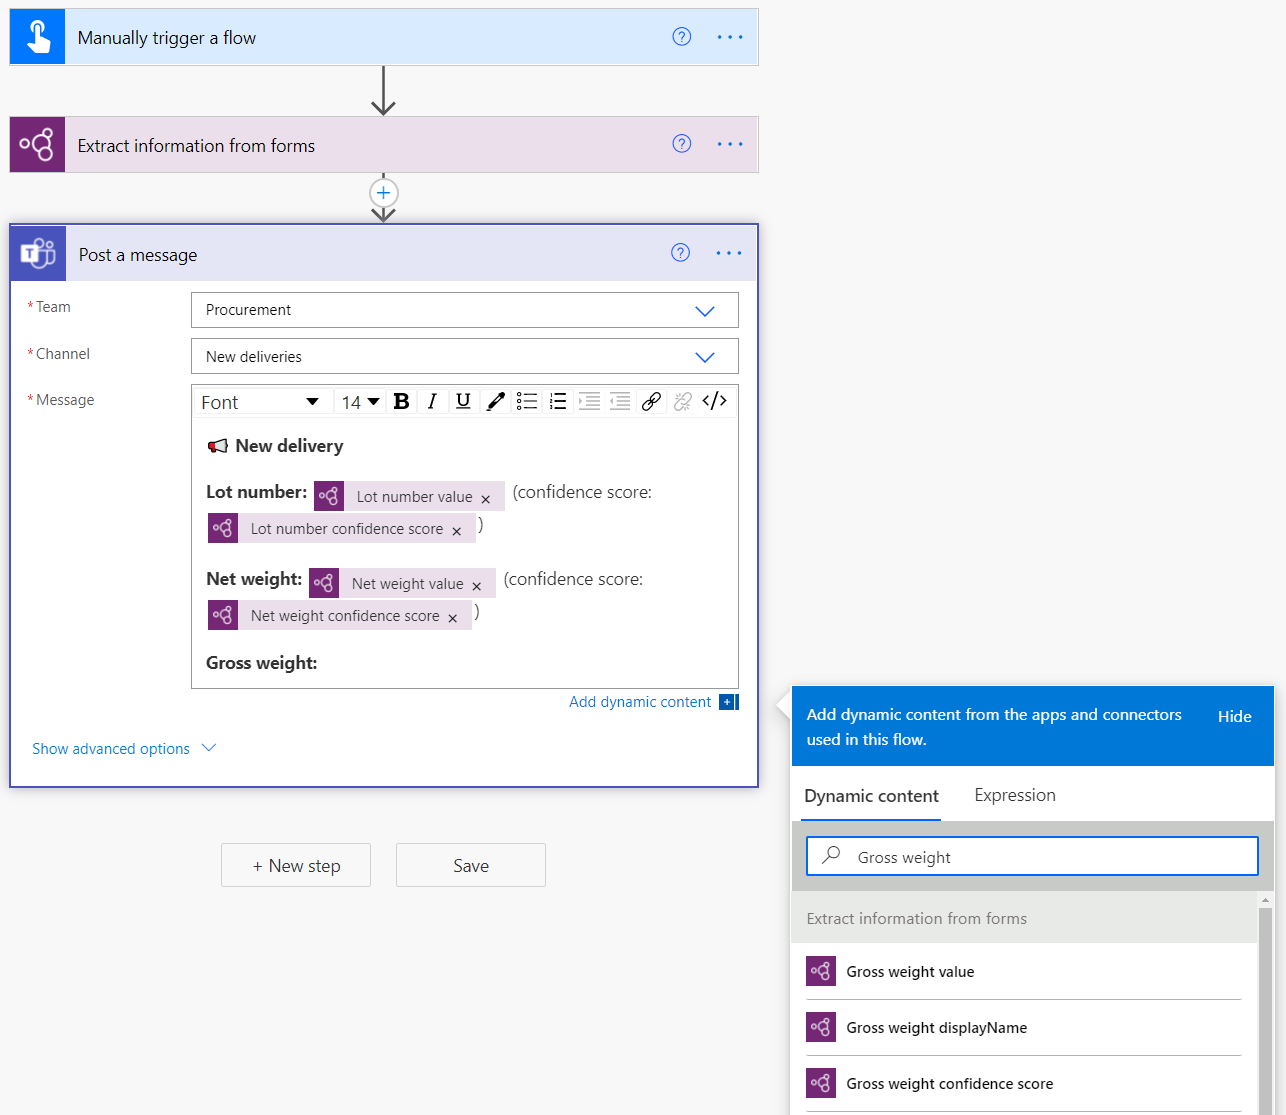 Manually trigger a flow
Extract information from forms
Post a message
* Team
Procurement
* Channel
New deliveries
* Message
Font 14 B I U </>
New delivery
Lot number: Lot number value × (confidence score:
Lot number confidence score × )
Net weight: Net weight value × (confidence score:
Net weight confidence score × )
Gross weight:
Add dynamic content +
Show advanced options
+ New step
Save
Add dynamic content from the apps and connectors
used in this flow.
Hide
Dynamic content
Expression
Gross weight
Extract information from forms
Gross weight value
Gross weight displayName
Gross weight confidence score